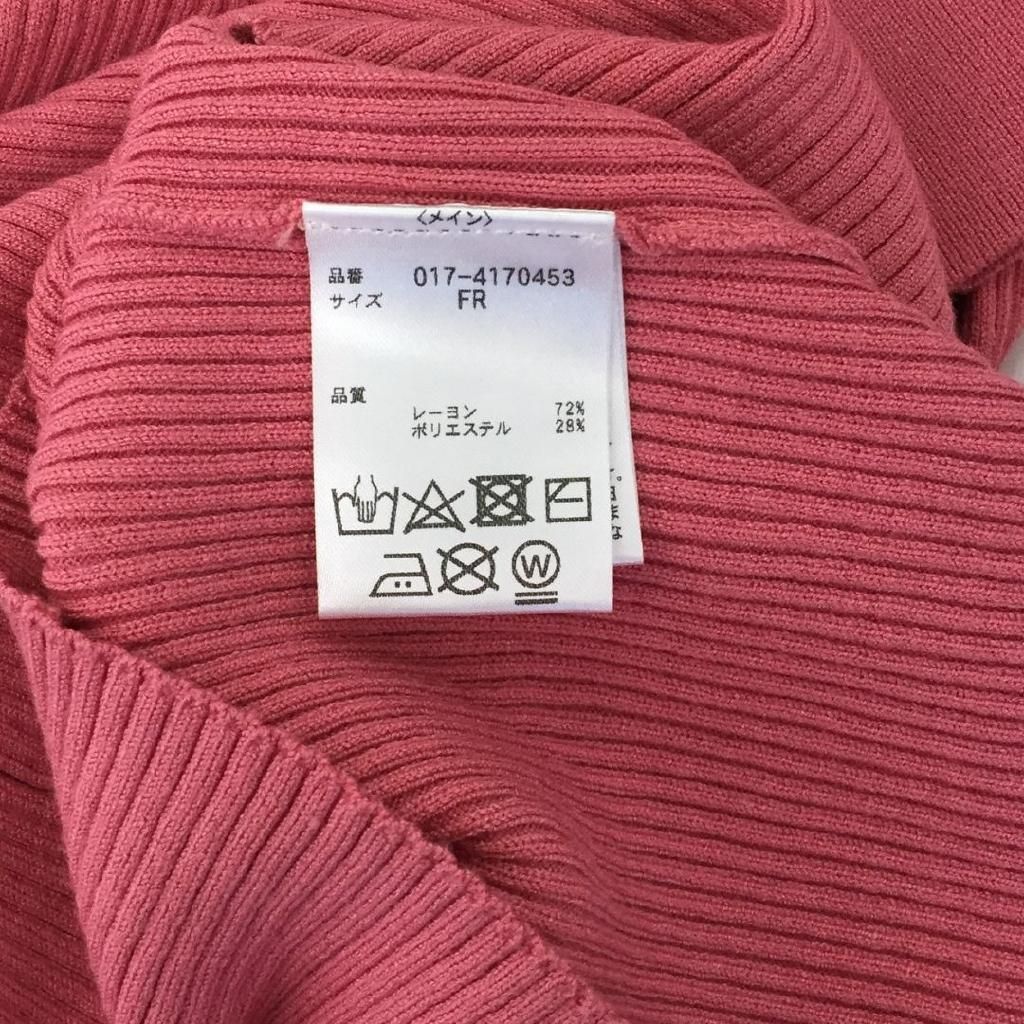 〈メイン〉
品番 017-4170453
サイズ FR
品質
レーヨン 72%
ポリエステル 28%
W